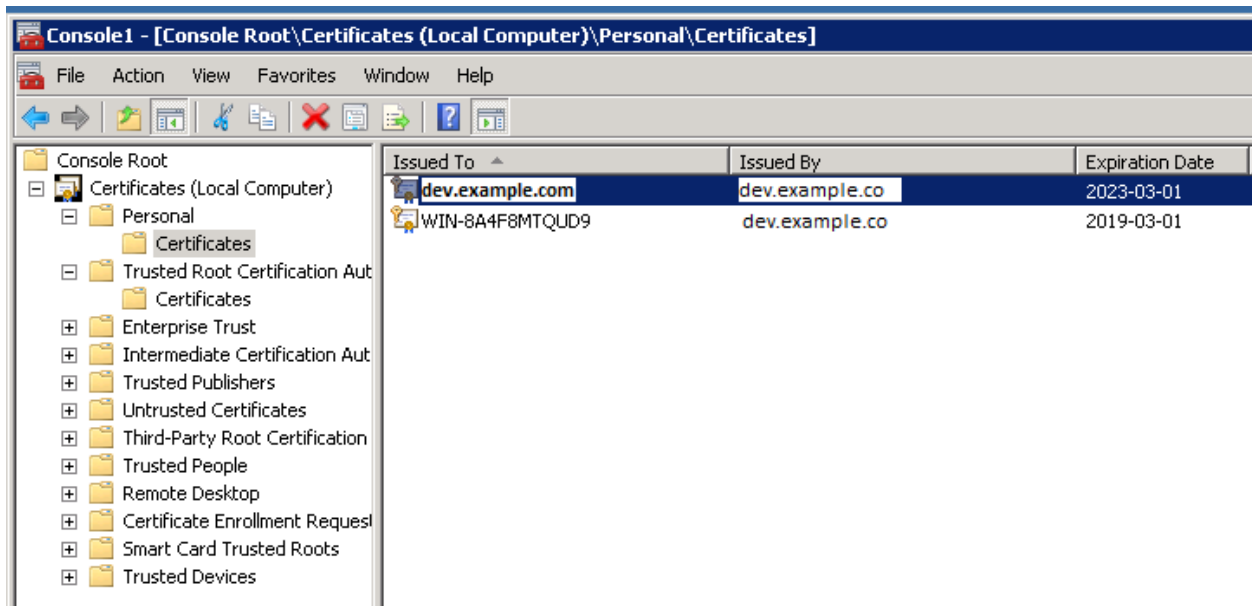 Console1 - [Console Root\Certificates (Local Computer)\Personal\Certificates]
File Action View Favorites Window Help
Console Root
Certificates (Local Computer)
Personal
Certificates
Trusted Root Certification Aut
Certificates
Enterprise Trust
Intermediate Certification Aut
Trusted Publishers
Untrusted Certificates
Third-Party Root Certification
Trusted People
Remote Desktop
Certificate Enrollment Request
Smart Card Trusted Roots
Trusted Devices
Issued To Issued By Expiration Date
dev.example.com dev.example.co 2023-03-01
WIN-8A4F8MTQUD9 dev.example.co 2019-03-01